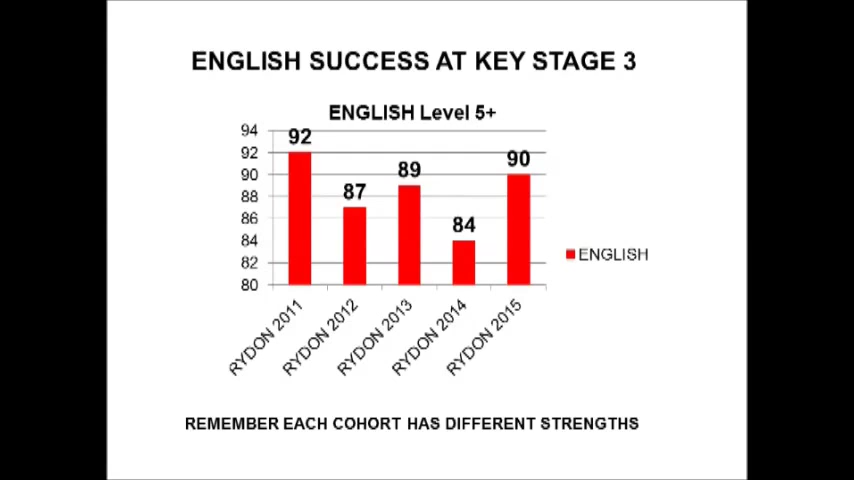 ENGLISH SUCCESS AT KEY STAGE 3
ENGLISH Level 5+
94
92
90
88
86
84
82
80
92
87
89
84
90
ENGLISH
RYDON 2011
RYDON 2012
RYDON 2013
RYDON 2014
RYDON 2015
REMEMBER EACH COHORT HAS DIFFERENT STRENGTHS